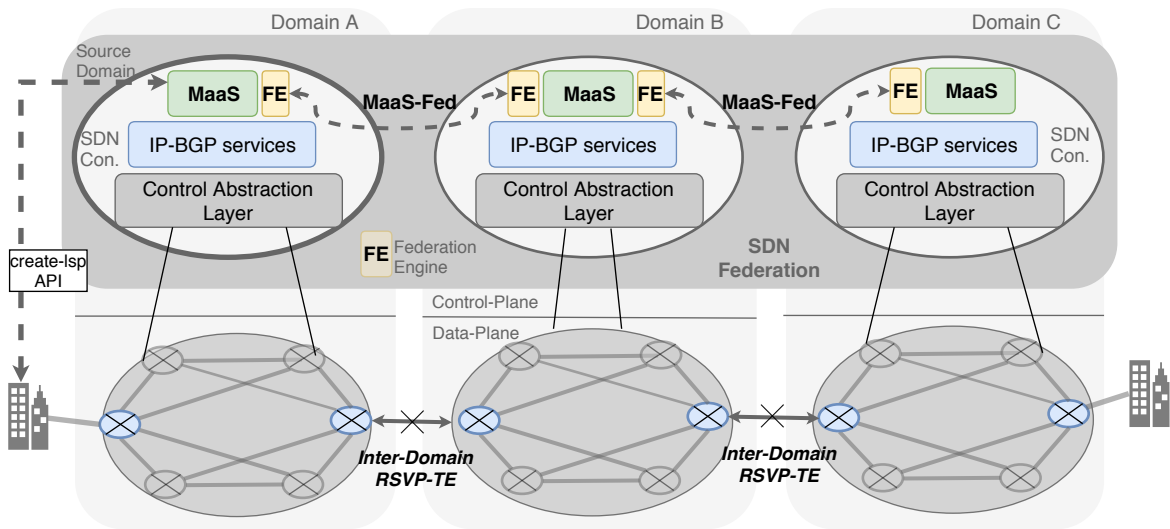 Domain A
Domain B
Domain C
Source
Domain
MaaS
FE
MaaS-Fed
FE
MaaS
FE
MaaS-Fed
FE
MaaS
SDN
Con.
IP-BGP services
IP-BGP services
IP-BGP services
SDN
Con.
Control Abstraction
Layer
Control Abstraction
Layer
Control Abstraction
Layer
create-lsp
API
FE
Federation
Engine
SDN
Federation
Control-Plane
Data-Plane
Inter-Domain
RSVP-TE
Inter-Domain
RSVP-TE